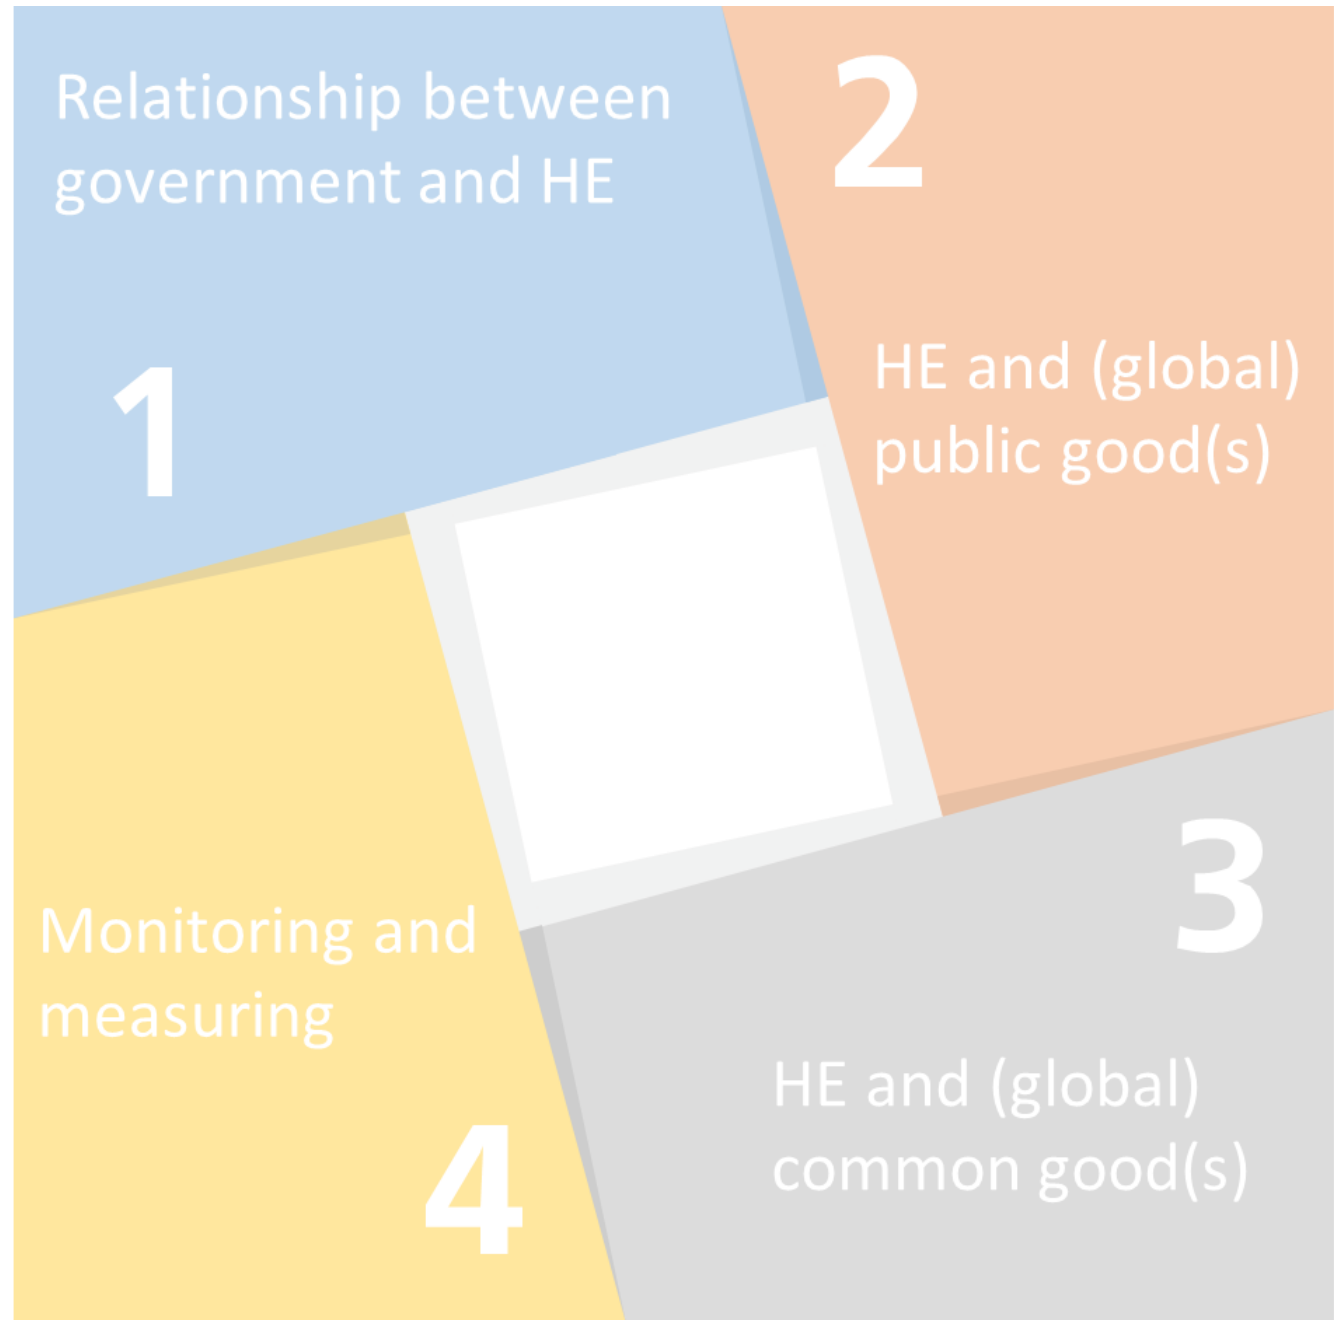 Relationship between
government and HE
1
2
HE and (global)
public good(s)
3
HE and (global)
common good(s)
Monitoring and
measuring
4